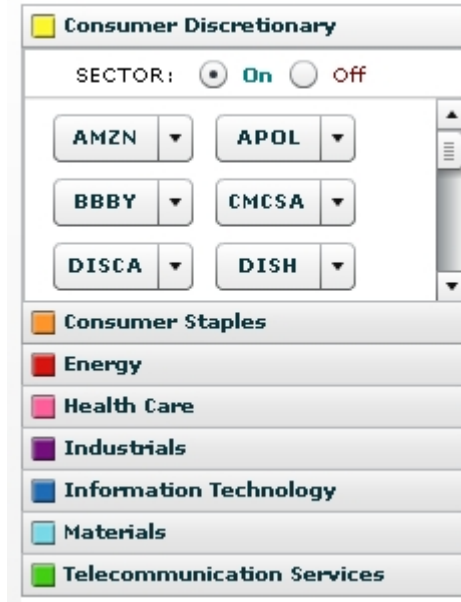 Consumer Discretionary
SECTOR: On Off
AMZN APOL
BBBY CMCSA
DISCA DISH
Consumer Staples
Energy
Health Care
Industrials
Information Technology
Materials
Telecommunication Services